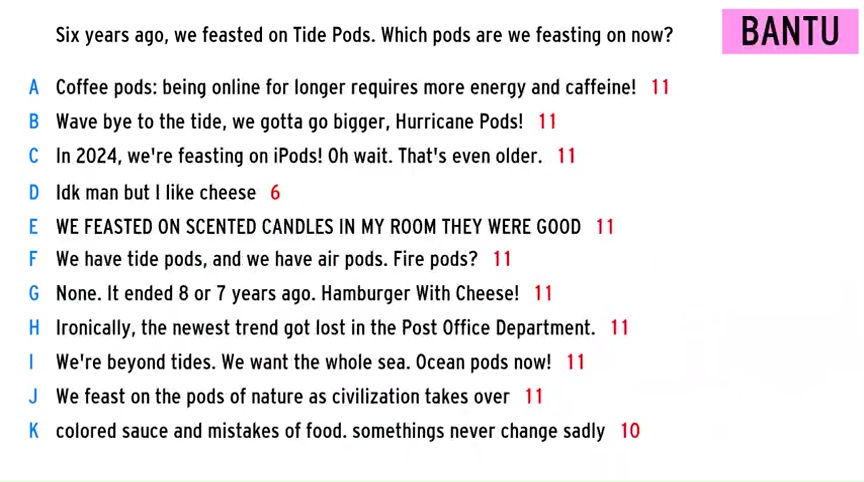 Six years ago, we feasted on Tide Pods. Which pods are we feasting on now?
BANTU
A Coffee pods: being online for longer requires more energy and caffeine! 11
B Wave bye to the tide, we gotta go bigger, Hurricane Pods! 11
C In 2024, we're feasting on iPods! Oh wait. That's even older. 11
D Idk man but I like cheese 6
E WE FEASTED ON SCENTED CANDLES IN MY ROOM THEY WERE GOOD 11
F We have tide pods, and we have air pods. Fire pods? 11
G None. It ended 8 or 7 years ago. Hamburger With Cheese! 11
H Ironically, the newest trend got lost in the Post Office Department. 11
I We're beyond tides. We want the whole sea. Ocean pods now! 11
J We feast on the pods of nature as civilization takes over 11
K colored sauce and mistakes of food. somethings never change sadly 10